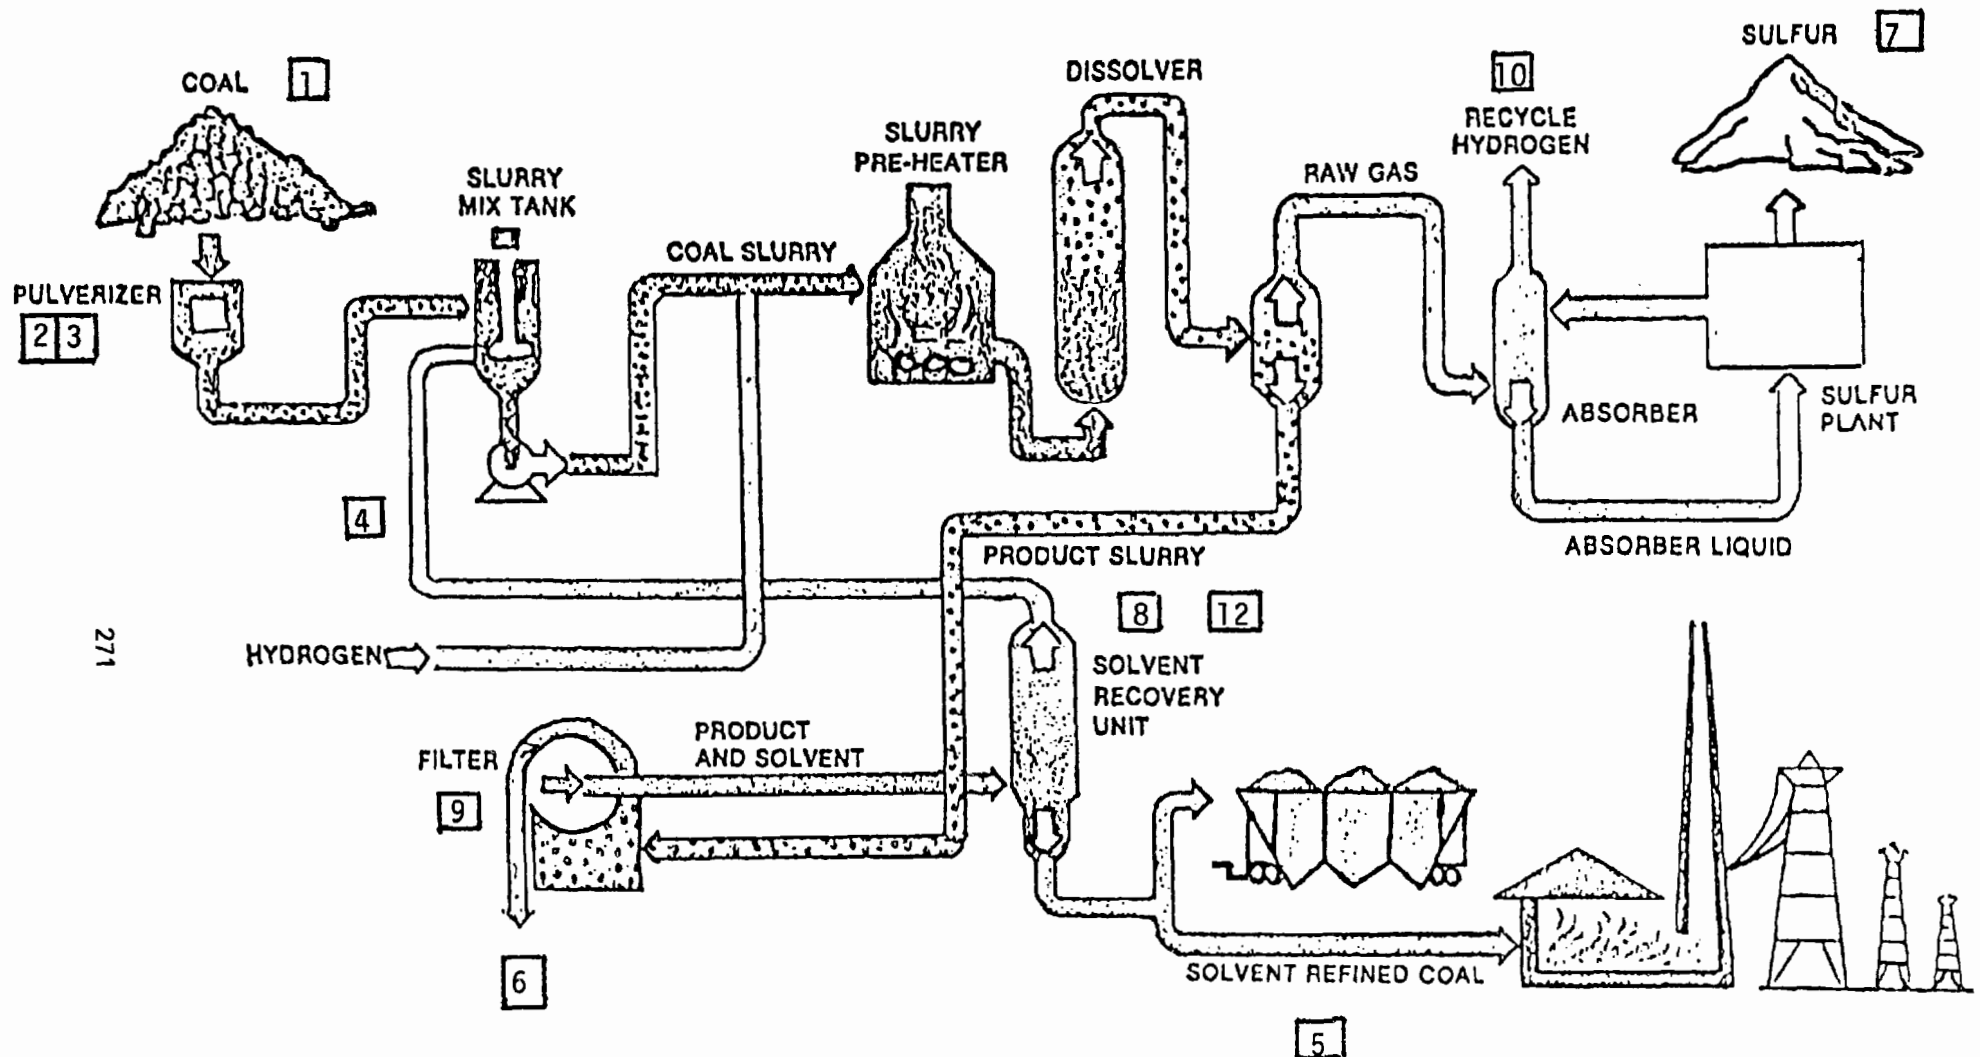 COAL
1
PULVERIZER
2 3
SLURRY
MIX TANK
COAL SLURRY
SLURRY
PRE-HEATER
DISSOLVER
RAW GAS
10
RECYCLE
HYDROGEN
SULFUR
7
ABSORBER
SULFUR
PLANT
ABSORBER LIQUID
4
PRODUCT SLURRY
8
12
HYDROGEN
271
SOLVENT
RECOVERY
UNIT
PRODUCT
AND SOLVENT
FILTER
9
6
SOLVENT REFINED COAL
5